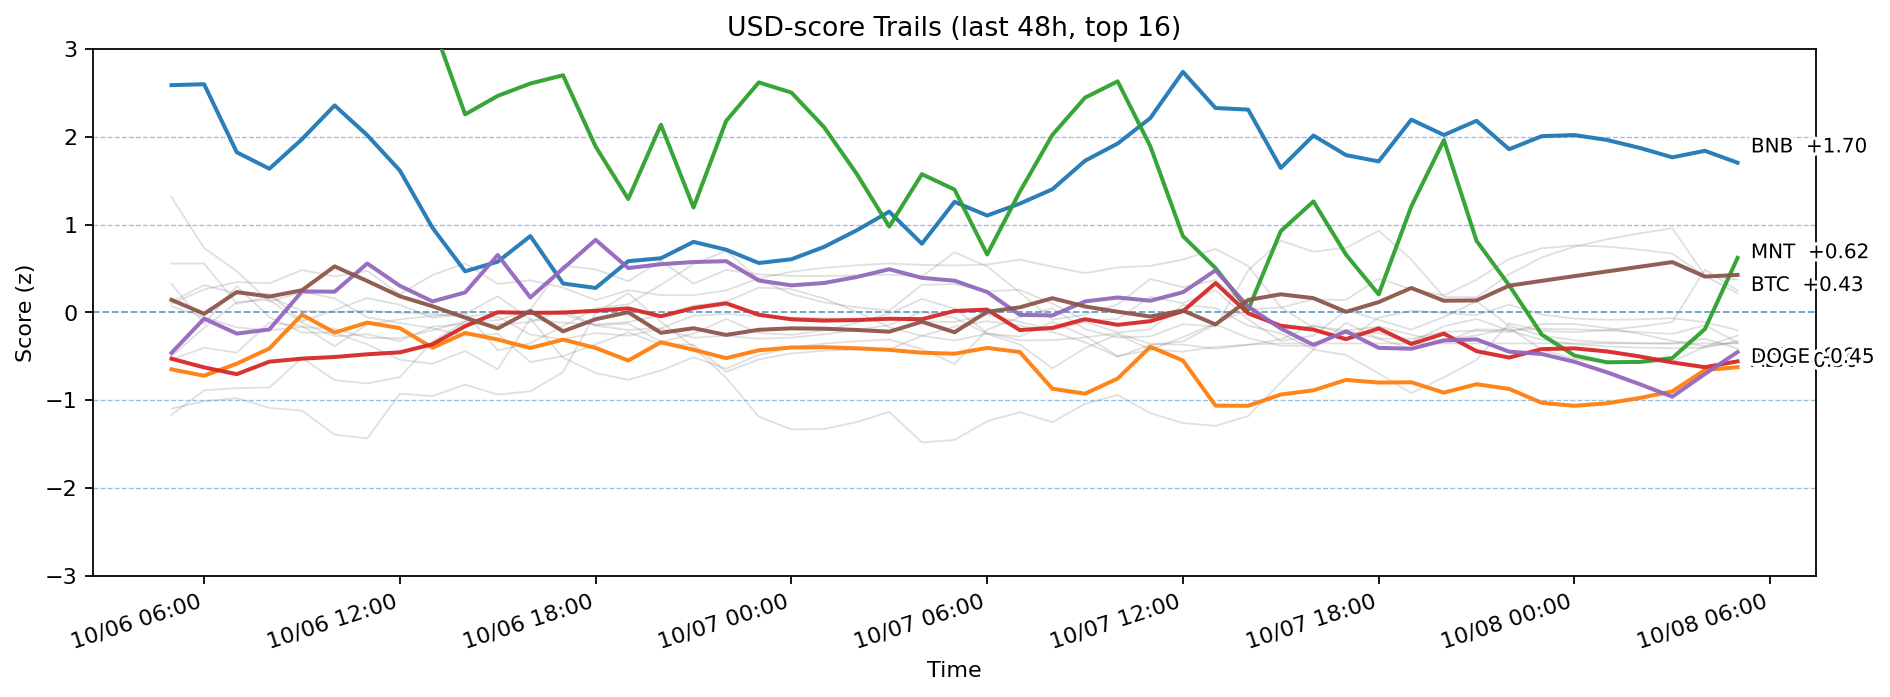 USD-score Trails (last 48h, top 16)
Score (z)
3
2
1
0
−1
−2
−3
BNB +1.70
MNT +0.62
BTC +0.43
DOGE -0.45
10/06 06:00
10/06 12:00
10/06 18:00
10/07 00:00
10/07 06:00
10/07 12:00
10/07 18:00
10/08 00:00
10/08 06:00
Time